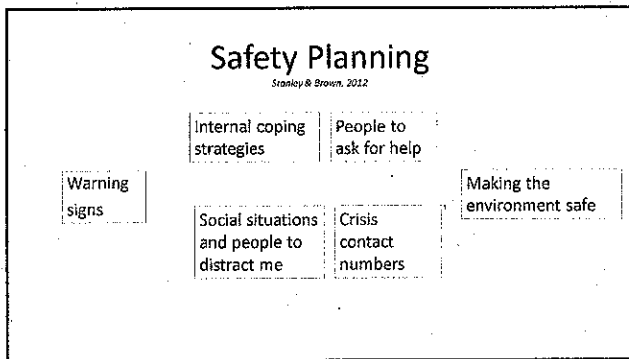 Safety Planning
Stanley & Brown, 2012
Internal coping
strategies
People to
ask for help
Warning
signs
Making the
environment safe
Social situations
and people to
distract me
Crisis
contact
numbers